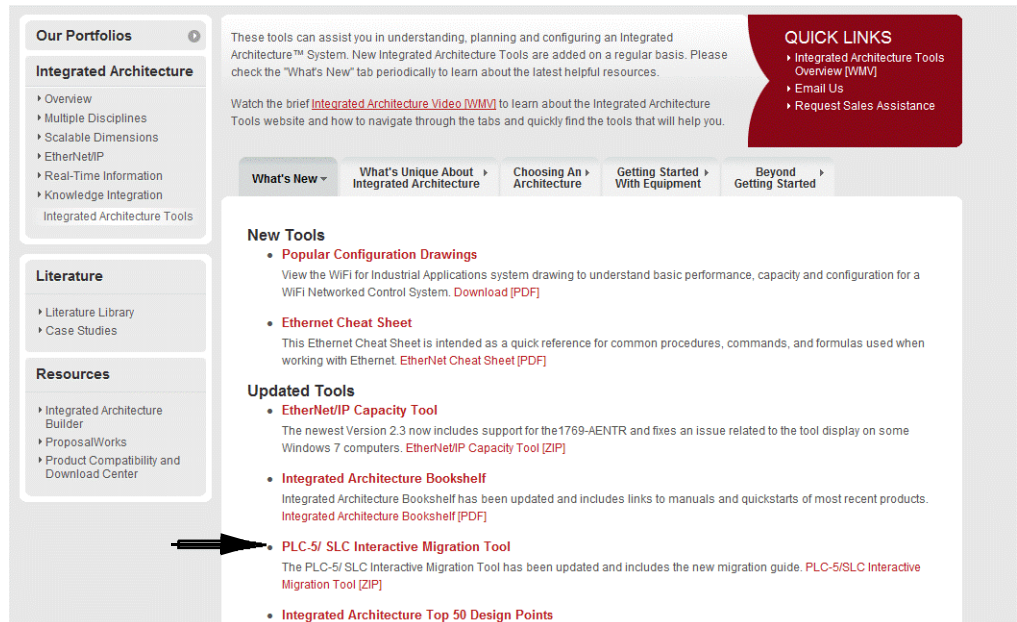 Our Portfolios
Integrated Architecture
Overview
Multiple Disciplines
Scalable Dimensions
EtherNet/IP
Real-Time Information
Knowledge Integration
Integrated Architecture Tools
Literature
Literature Library
Case Studies
Resources
Integrated Architecture
Builder
ProposalWorks
Product Compatibility and
Download Center
These tools can assist you in understanding, planning and configuring an Integrated
Architecture™ System. New Integrated Architecture Tools are added on a regular basis. Please
check the "What's New" tab periodically to learn about the latest helpful resources.
Watch the brief Integrated Architecture Video [WMV] to learn about the Integrated Architecture
Tools website and how to navigate through the tabs and quickly find the tools that will help you.
QUICK LINKS
Integrated Architecture Tools
Overview [WMV]
Email Us
Request Sales Assistance
What's New
What's Unique About
Integrated Architecture
Choosing An
Architecture
Getting Started
With Equipment
Beyond
Getting Started
New Tools
Popular Configuration Drawings
View the WiFi for Industrial Applications system drawing to understand basic performance, capacity and configuration for a
WiFi Networked Control System. Download [PDF]
Ethernet Cheat Sheet
This Ethernet Cheat Sheet is intended as a quick reference for common procedures, commands, and formulas used when
working with Ethernet. EtherNet Cheat Sheet [PDF]
Updated Tools
EtherNet/IP Capacity Tool
The newest Version 2.3 now includes support for the1769-AENTR and fixes an issue related to the tool display on some
Windows 7 computers. EtherNet/IP Capacity Tool [ZIP]
Integrated Architecture Bookshelf
Integrated Architecture Bookshelf has been updated and includes links to manuals and quickstarts of most recent products.
Integrated Architecture Bookshelf [PDF]
PLC-5/ SLC Interactive Migration Tool
The PLC-5/ SLC Interactive Migration Tool has been updated and includes the new migration guide. PLC-5/SLC Interactive
Migration Tool [ZIP]
Integrated Architecture Top 50 Design Points